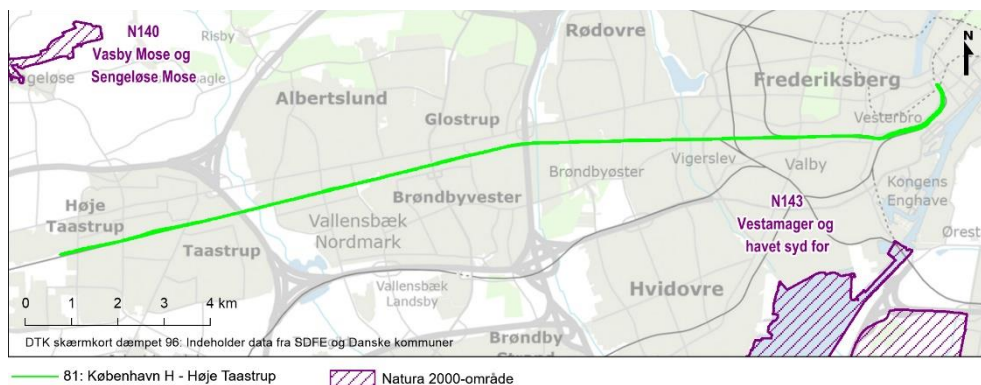 N140
Vasby Mose og
Sengeløse Mose
Risby
Rødovre
N
Frederiksberg
Albertslund
Vesterbro
Glostrup
Vigerslev
Valby
Brøndbyøster
Brøndbyvester
Kongens
Enghave
Høje
Taastrup
Vallensbæk
Nordmark
N143
Vestamager og
havet syd for
Taastrup
Vallensbæk
Landsby
Hvidovre
0 1 2 4 km
Brøndby
Strand
DTK skærmkort dæmpet 96: Indeholder data fra SDFE og Danske kommuner
81: København H - Høje Taastrup
Natura 2000-område